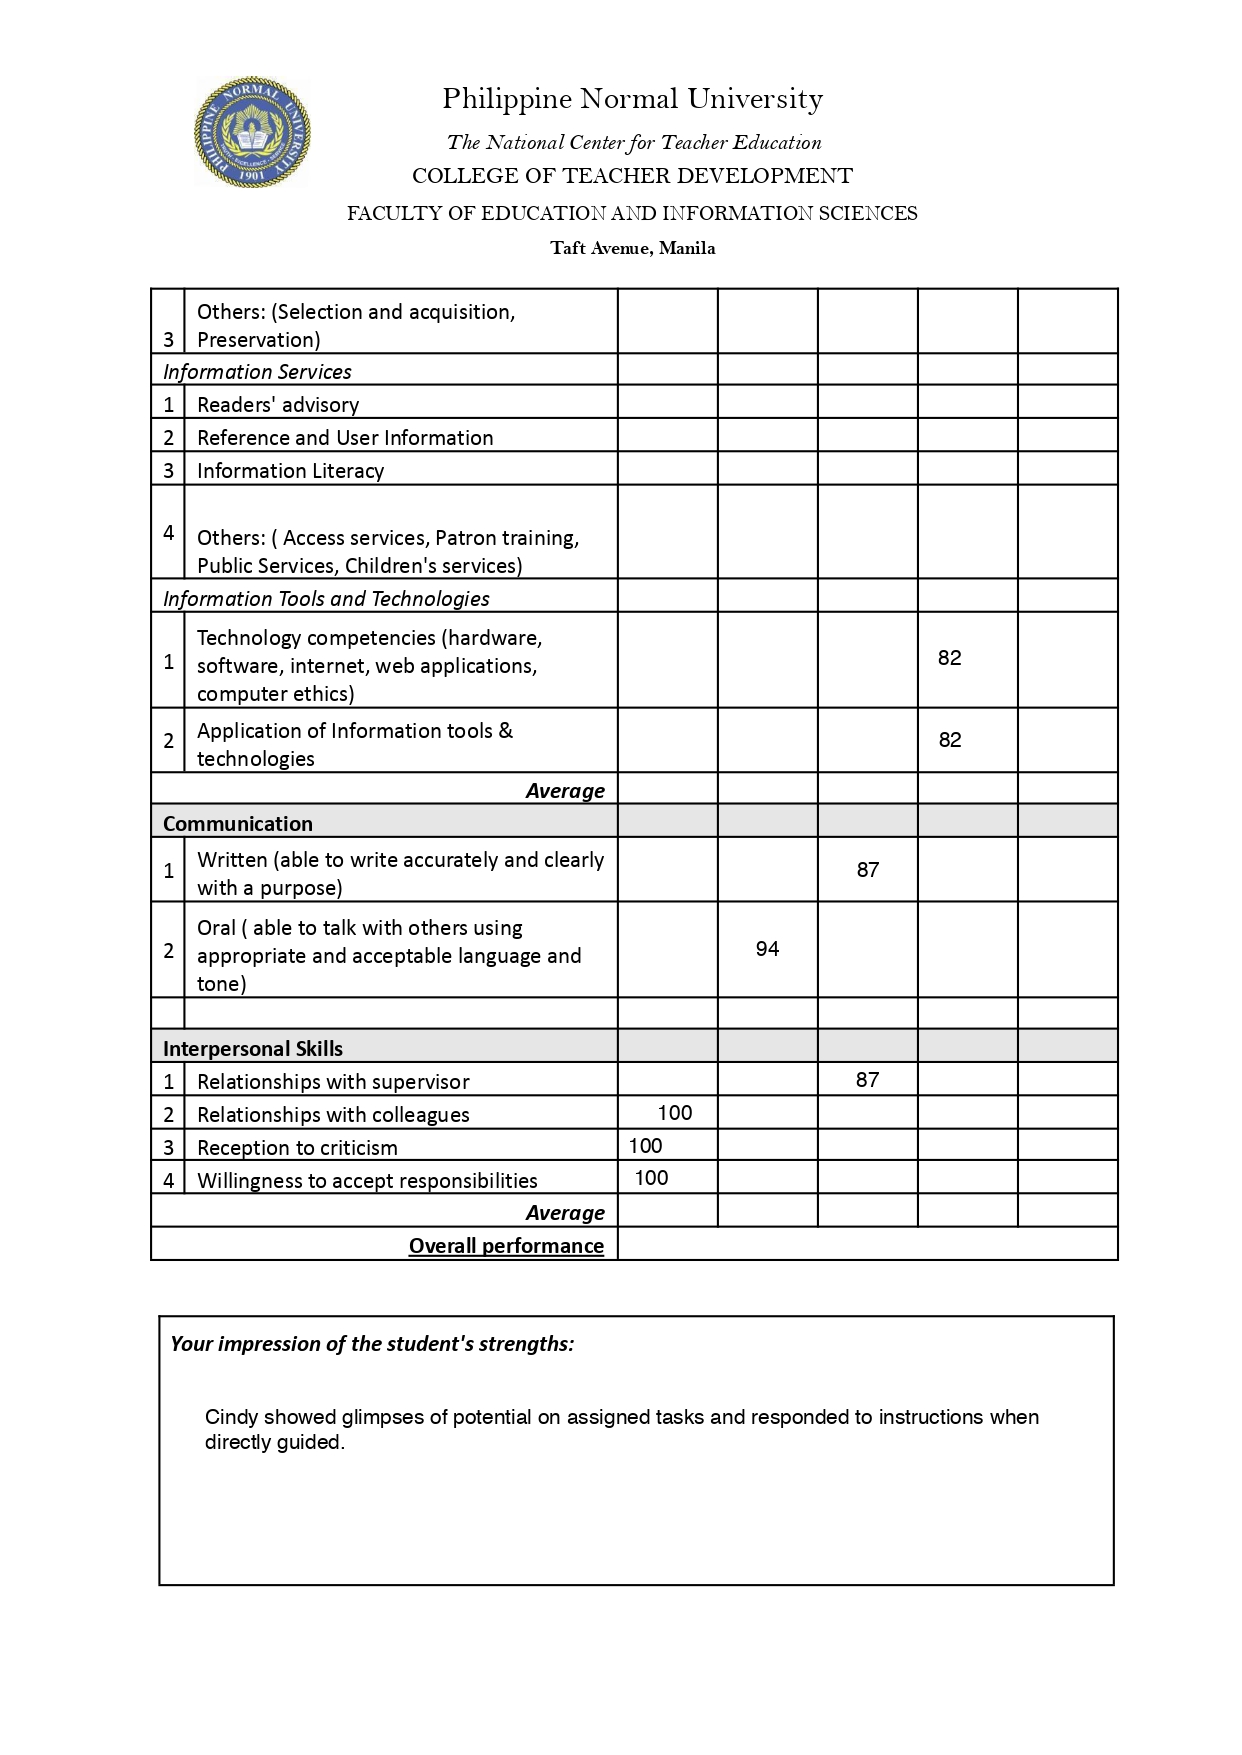 PHILIPPINE NORMAL UNIVERSITY
1901
Philippine Normal University
The National Center for Teacher Education
COLLEGE OF TEACHER DEVELOPMENT
FACULTY OF EDUCATION AND INFORMATION SCIENCES
Taft Avenue, Manila
Others: (Selection and acquisition,
3 Preservation)
Information Services
1 Readers' advisory
2 Reference and User Information
3 Information Literacy
4
Others: ( Access services, Patron training,
Public Services, Children's services)
Information Tools and Technologies
Technology competencies (hardware,
1 software, internet, web applications, 82
computer ethics)
Application of Information tools &
2 82
technologies
Average
Communication
Written (able to write accurately and clearly
1 87
with a purpose)
Oral ( able to talk with others using
2 appropriate and acceptable language and 94
tone)
Interpersonal Skills
1 Relationships with supervisor 87
2 Relationships with colleagues 100
3 Reception to criticism 100
4 Willingness to accept responsibilities 100
Average
Overall performance
Your impression of the student's strengths:
Cindy showed glimpses of potential on assigned tasks and responded to instructions when
directly guided.